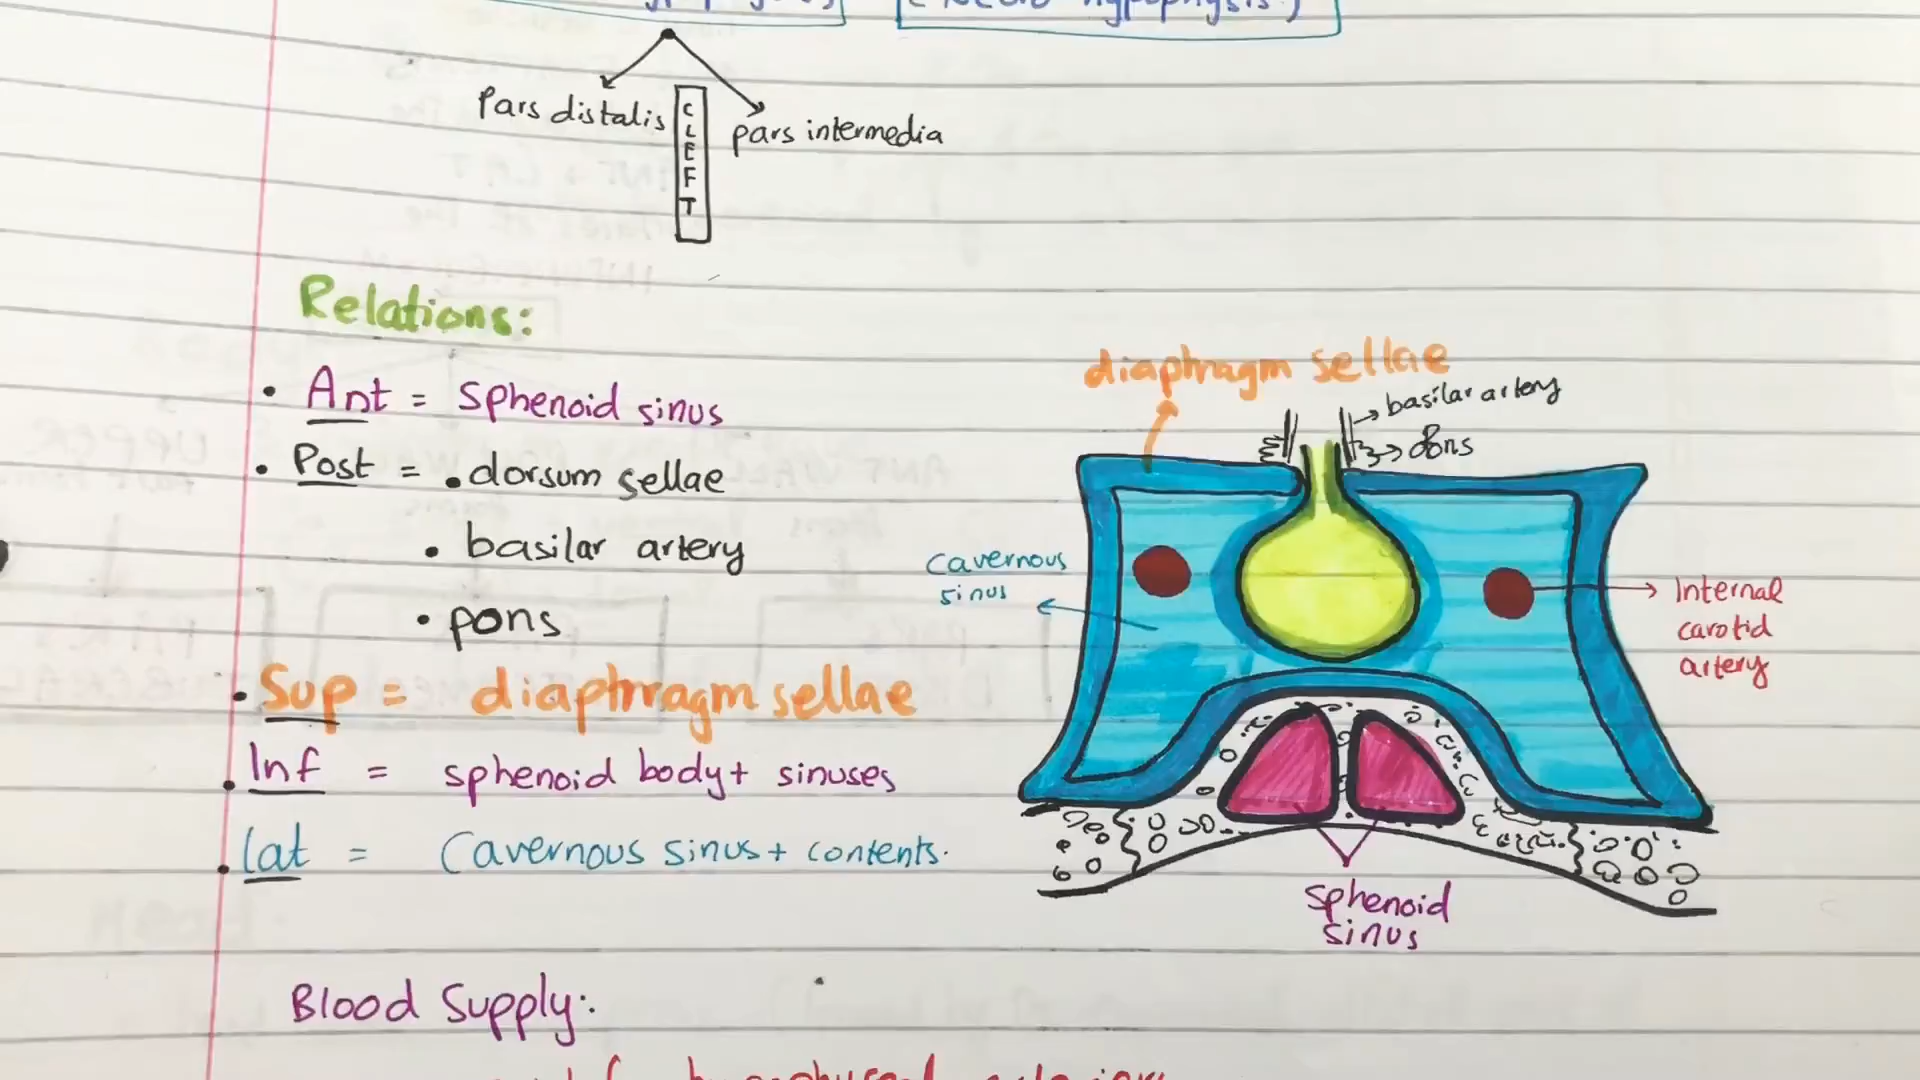 hypophysis)
Pars distalis
CLEFT
pars intermedia
Relations:
• Ant = sphenoid sinus
• Post = • dorsum sellae
• basilar artery
• pons
• Sup = diaphragm sellae
• Inf = sphenoid body + sinuses
• lat = Cavernous sinus + contents.
diaphragm sellae
basilar artery
pons
Cavernous
sinus
Internal
carotid
artery
sphenoid
sinus
Blood Supply: